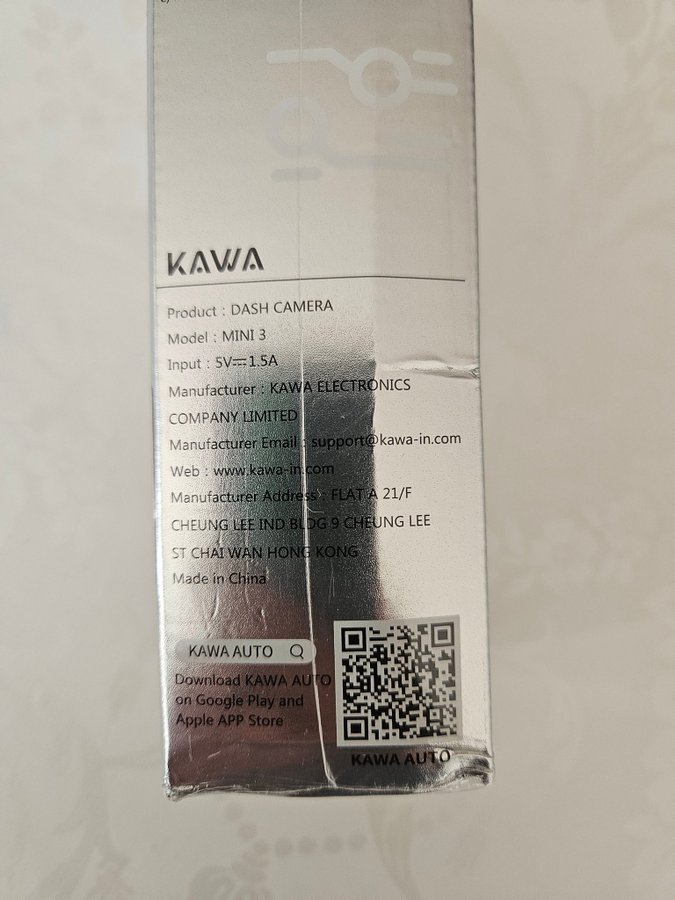 KAWA
Product : DASH CAMERA
Model : MINI 3
Input : 5V⎓1.5A
Manufacturer : KAWA ELECTRONICS
COMPANY LIMITED
Manufacturer Email : support@kawa-in.com
Web : www.kawa-in.com
Manufacturer Address : FLAT A 21/F
CHEUNG LEE IND BLDG 9 CHEUNG LEE
ST CHAI WAN HONG KONG
Made in China
KAWA AUTO
Download KAWA AUTO
on Google Play and
Apple APP Store
KAWA AUTO